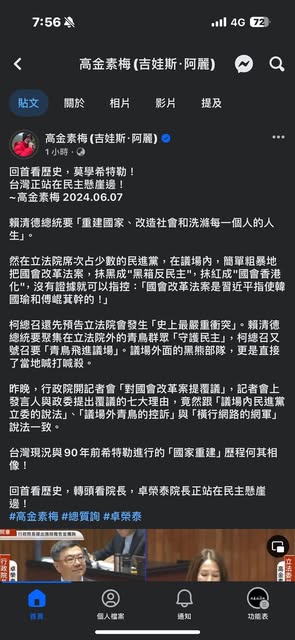 7:56
4G 72
高金素梅 (吉娃斯·阿麗)
貼文 關於 相片 影片 提及
高金素梅 (吉娃斯·阿麗)
1 小時 ·
回首看歷史，莫學希特勒！
台灣正站在民主懸崖邊！
~高金素梅 2024.06.07
賴清德總統要「重建國家、改造社會和洗滌每一個人的人
生」。
然在立法院席次占少數的民進黨，在議場內，簡單粗暴地
把國會改革法案，抹黑成"黑箱反民主"，抹紅成"國會香港
化"，沒有證據就可以指控：「國會改革法案是習近平指使韓
國瑜和傅崐萁幹的！」
柯總召還先預告立法院會發生「史上最嚴重衝突」。賴清德
總統要聚集在立法院外的青鳥群眾「守護民主」，柯總召又
號召要「青鳥飛進議場」。議場外面的黑熊部隊，更是直接
了當地喊打喊殺。
昨晚，行政院開記者會「對國會改革案提覆議」，記者會上
發言人與政委提出覆議的七大理由，竟然跟「議場內民進黨
立委的說法」、「議場外青鳥的控訴」與「橫行網路的網軍」
說法一致。
台灣現況與90年前希特勒進行的「國家重建」歷程何其相
像！
回首看歷史，轉頭看院長，卓榮泰院長正站在民主懸崖
邊！
#高金素梅 #總質詢 #卓榮泰
首頁 個人檔案 通知 功能表